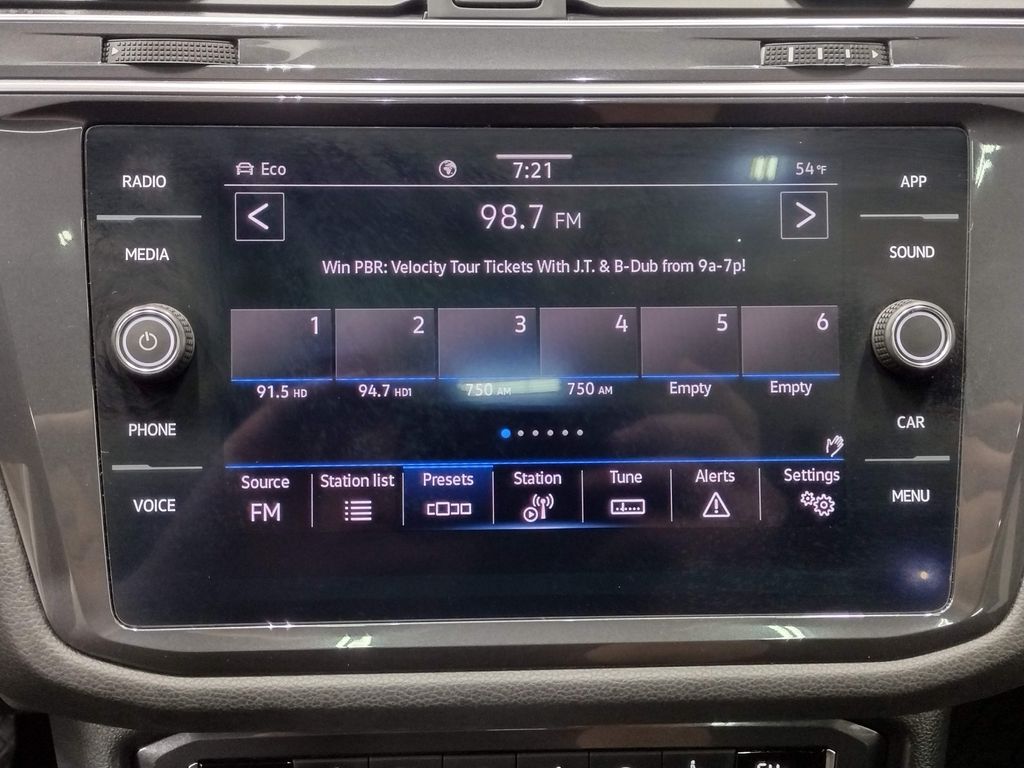 Eco
7:21
54°F
RADIO
APP
98.7 FM
MEDIA
SOUND
Win PBR: Velocity Tour Tickets With J.T. & B-Dub from 9a-7p!
1 2 3 4 5 6
91.5 HD 94.7 HD1 750 AM 750 AM Empty Empty
PHONE
CAR
Source Station list Presets Station Tune Alerts Settings
FM
VOICE
MENU